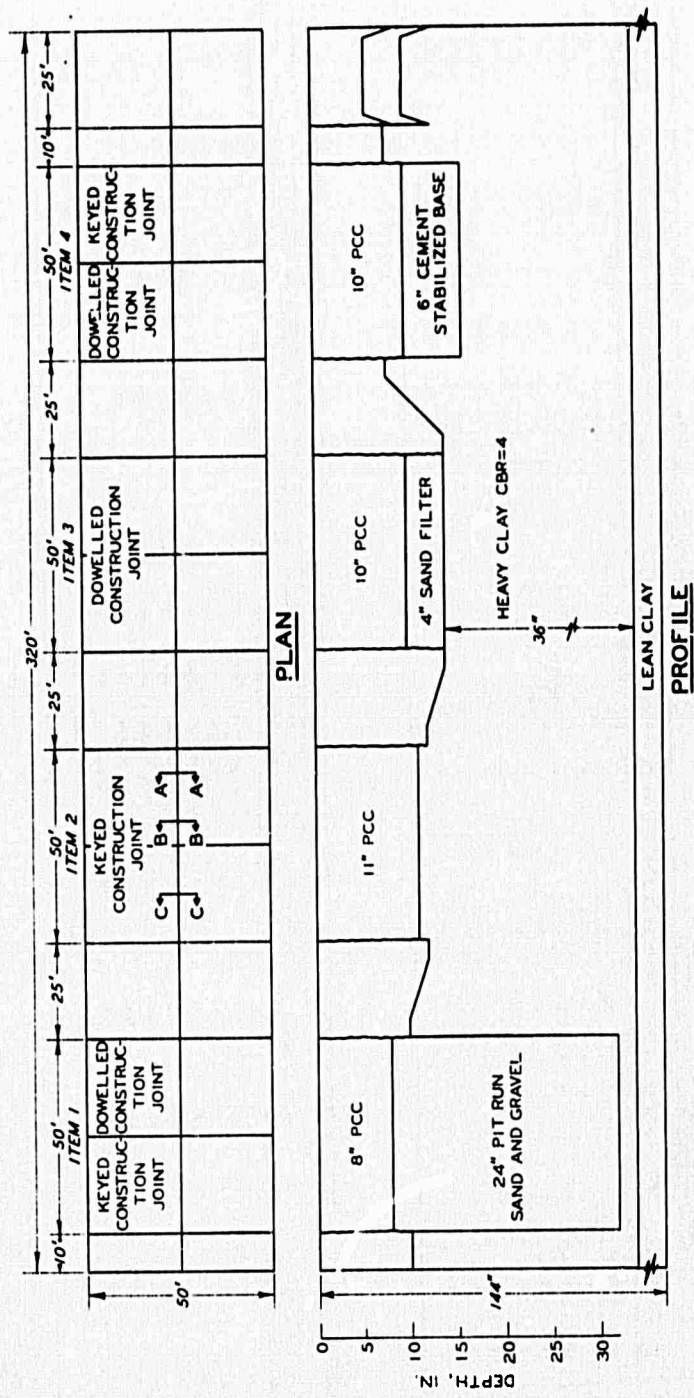 320'
10'
50'
25'
50'
25'
50'
25'
50'
10'
25'
ITEM 1
ITEM 2
ITEM 3
ITEM 4
50'
KEYED
CONSTRUC-
TION
JOINT
DOWELLED
CONSTRUC-
TION
JOINT
KEYED
CONSTRUCTION
JOINT
C C
B B
A A
DOWELLED
CONSTRUCTION
JOINT
DOWELLED
CONSTRUC-
TION
JOINT
KEYED
CONSTRUC-
TION
JOINT
PLAN
DEPTH, IN.
0
5
10
15
20
25
30
144"
8" PCC
24" PIT RUN
SAND AND GRAVEL
11" PCC
10" PCC
4" SAND FILTER
10" PCC
6" CEMENT
STABILIZED BASE
HEAVY CLAY CBR=4
36"
LEAN CLAY
PROFILE